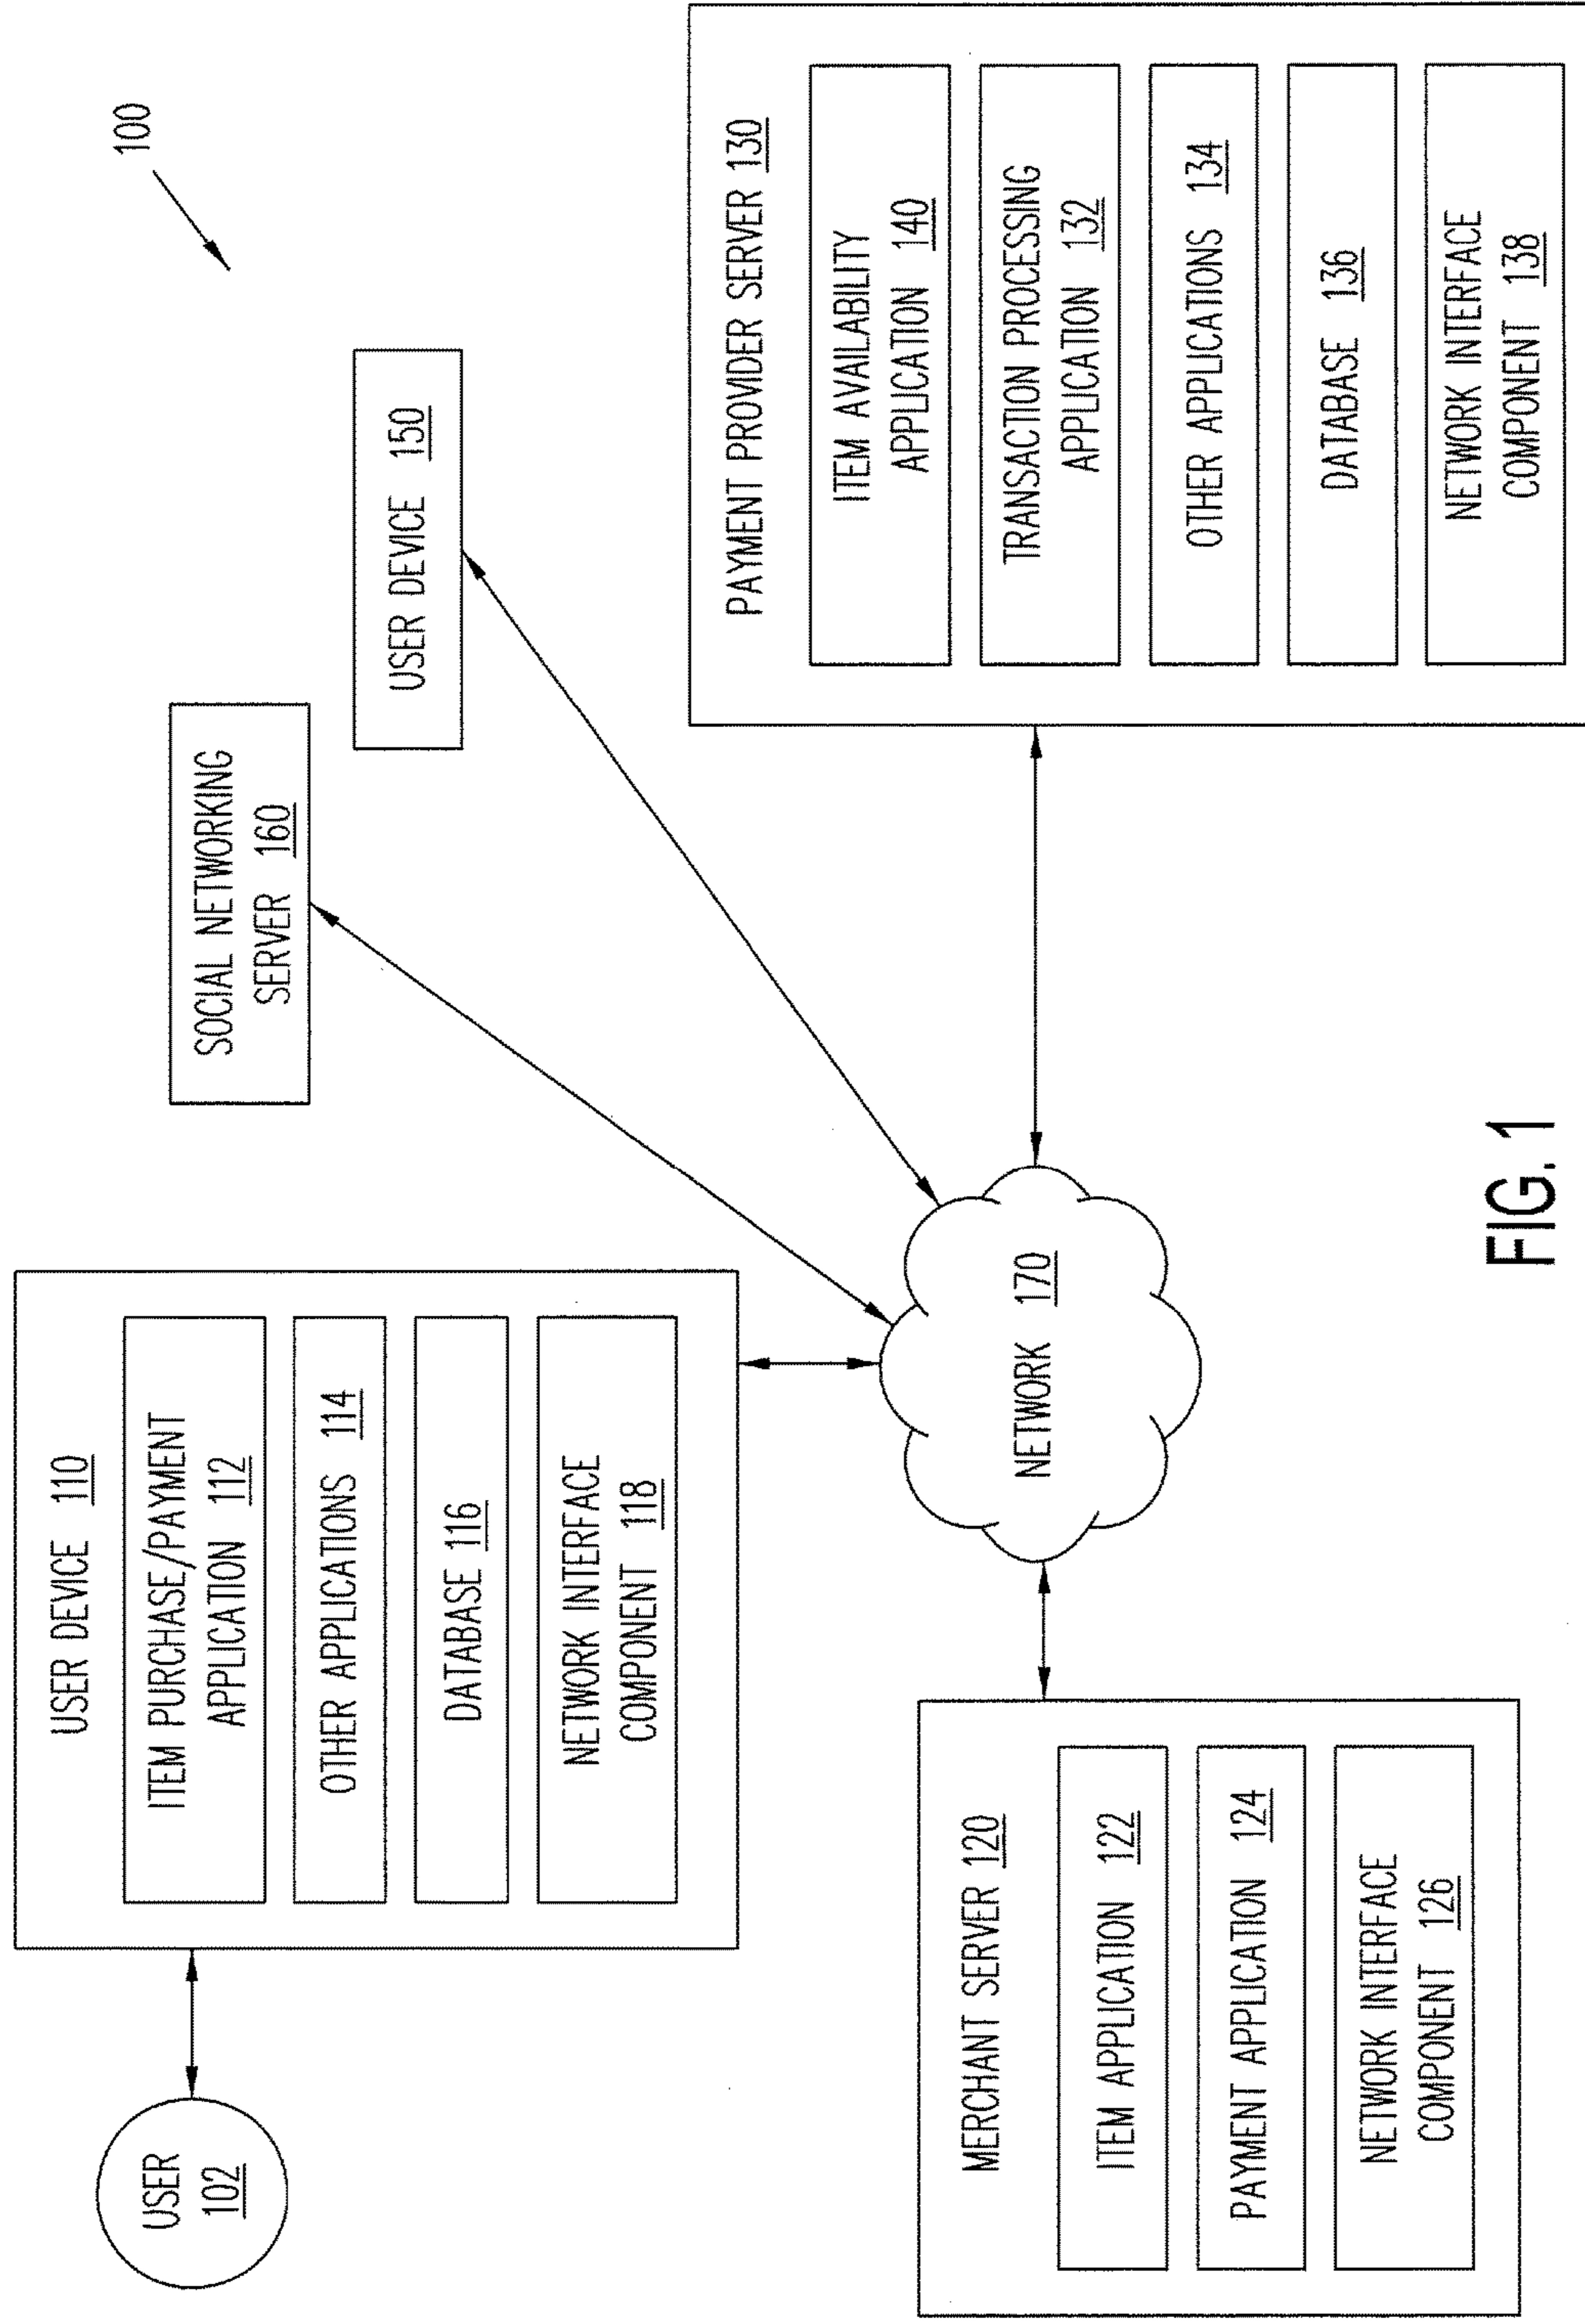 100
USER
102
USER DEVICE 110
ITEM PURCHASE/PAYMENT
APPLICATION 112
OTHER APPLICATIONS 114
DATABASE 116
NETWORK INTERFACE
COMPONENT 118
SOCIAL NETWORKING
SERVER 160
USER DEVICE 150
NETWORK 170
MERCHANT SERVER 120
ITEM APPLICATION 122
PAYMENT APPLICATION 124
NETWORK INTERFACE
COMPONENT 126
PAYMENT PROVIDER SERVER 130
ITEM AVAILABILITY
APPLICATION 140
TRANSACTION PROCESSING
APPLICATION 132
OTHER APPLICATIONS 134
DATABASE 136
NETWORK INTERFACE
COMPONENT 138
FIG. 1